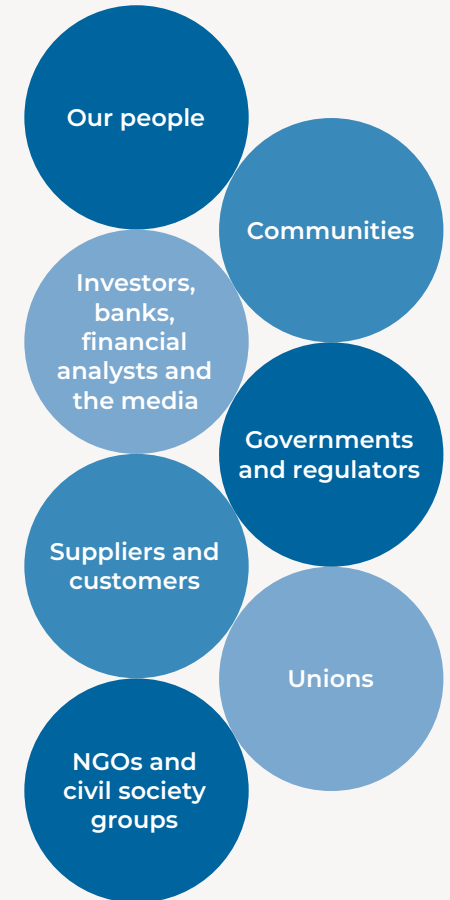 Our people
Communities
Investors,
banks,
financial
analysts and
the media
Governments
and regulators
Suppliers and
customers
Unions
NGOs and
civil society
groups